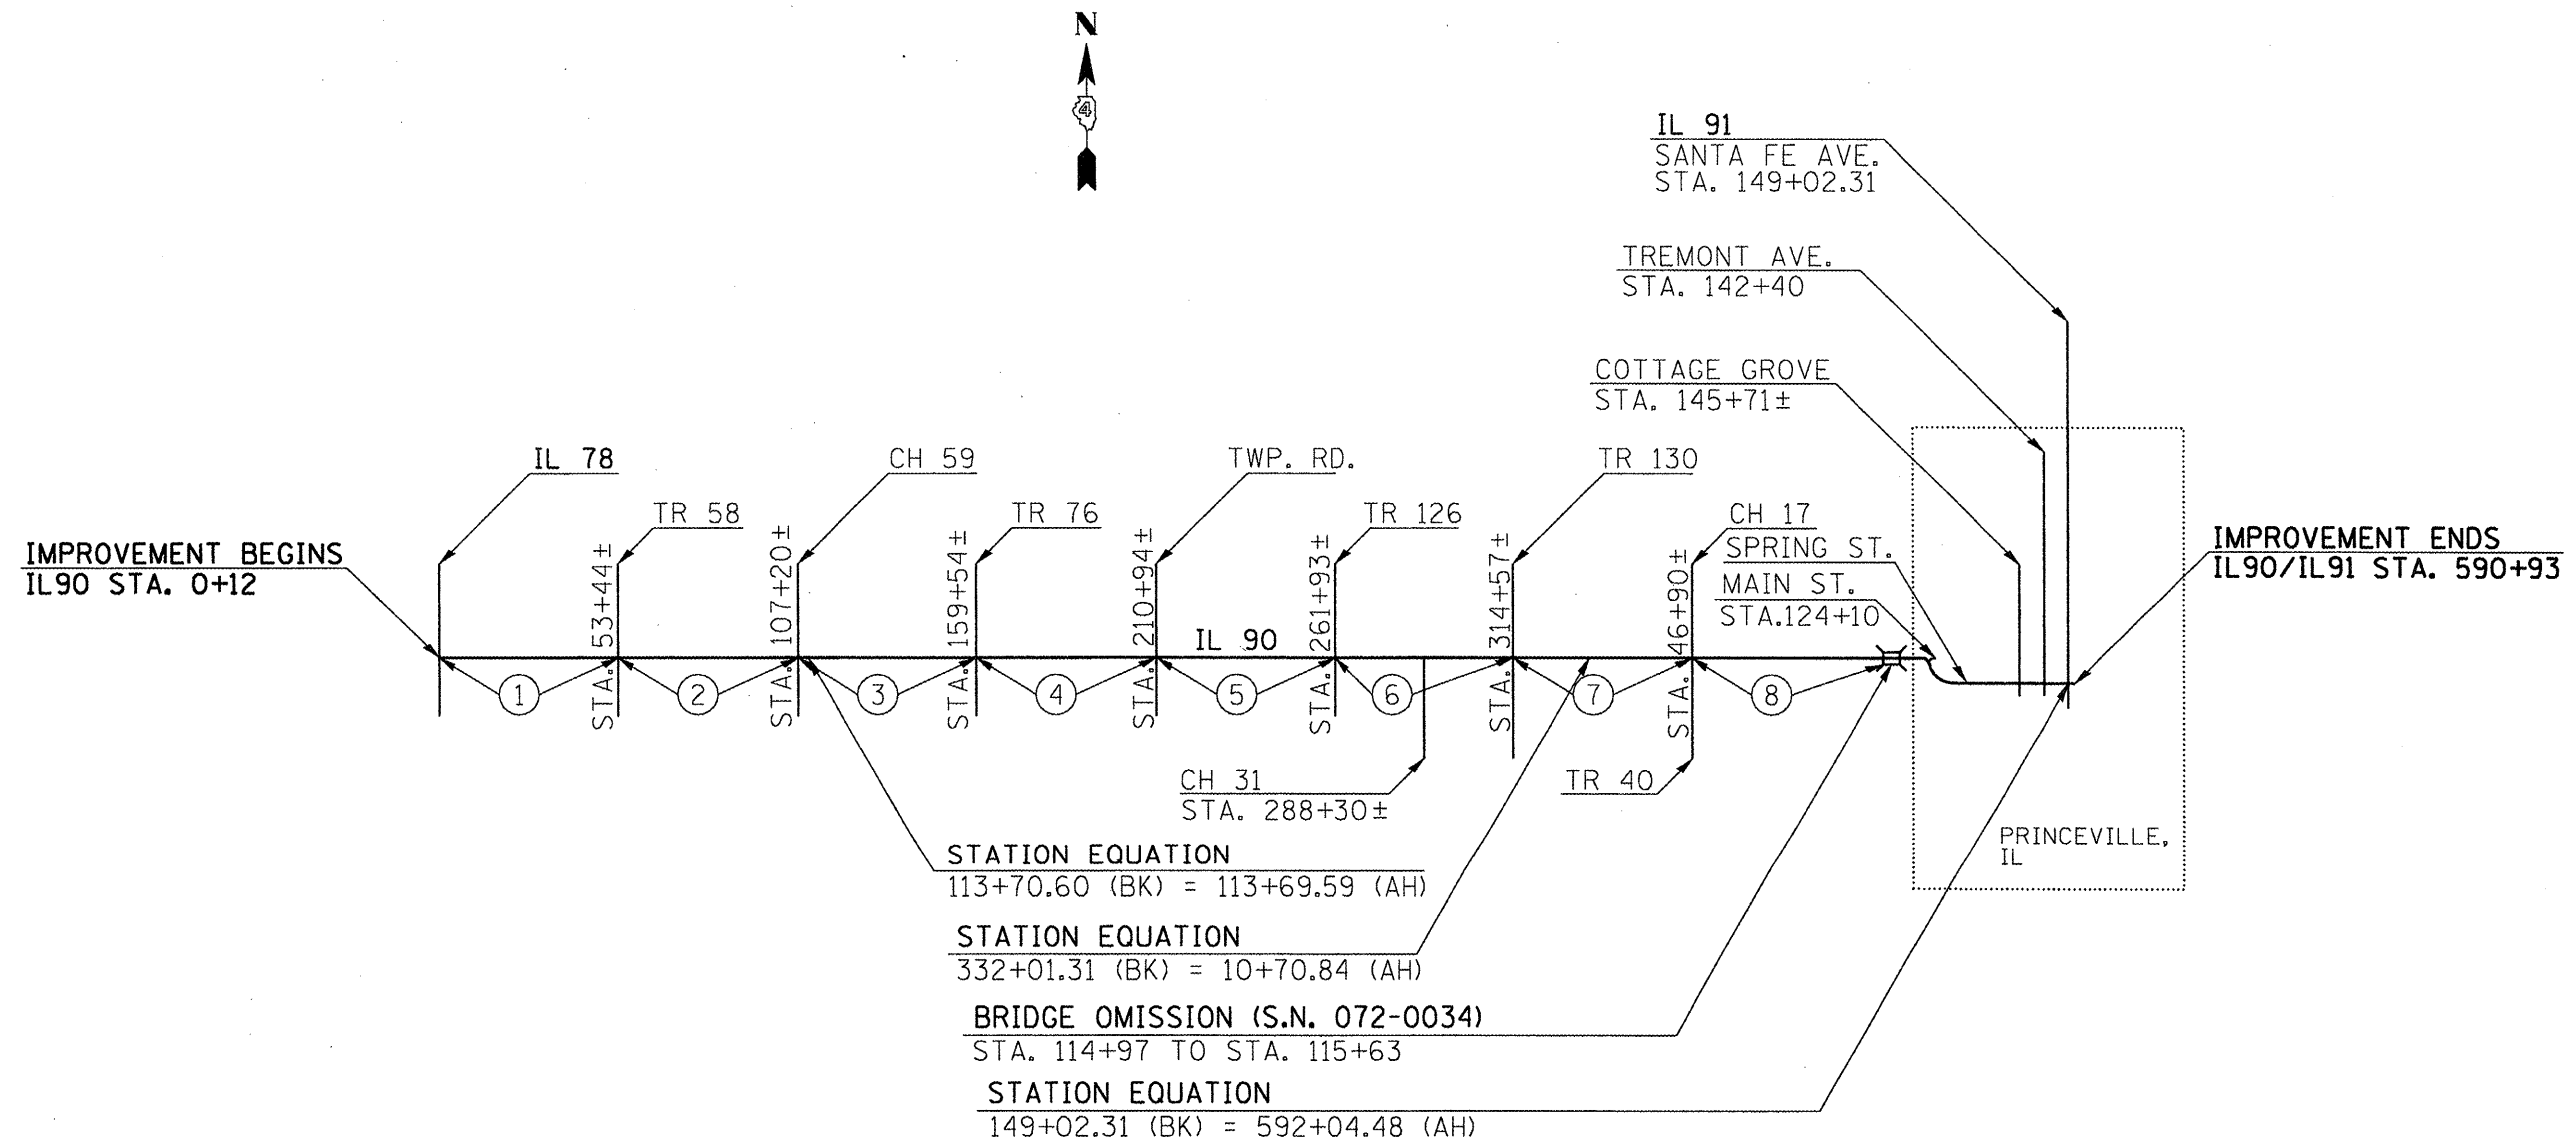 N
4
IL 91
SANTA FE AVE.
STA. 149+02.31
TREMONT AVE.
STA. 142+40
COTTAGE GROVE
STA. 145+71±
IL 78
CH 59
TWP. RD.
TR 130
TR 58
TR 76
TR 126
CH 17
SPRING ST.
MAIN ST.
STA.124+10
IMPROVEMENT BEGINS
IL90 STA. 0+12
IMPROVEMENT ENDS
IL90/IL91 STA. 590+93
STA. 53+44±
STA. 107+20±
STA. 159+54±
STA. 210+94±
STA. 261+93±
STA. 314+57±
STA. 46+90±
IL 90
1
2
3
4
5
6
7
8
CH 31
STA. 288+30±
TR 40
PRINCEVILLE,
IL
STATION EQUATION
113+70.60 (BK) = 113+69.59 (AH)
STATION EQUATION
332+01.31 (BK) = 10+70.84 (AH)
BRIDGE OMISSION (S.N. 072-0034)
STA. 114+97 TO STA. 115+63
STATION EQUATION
149+02.31 (BK) = 592+04.48 (AH)